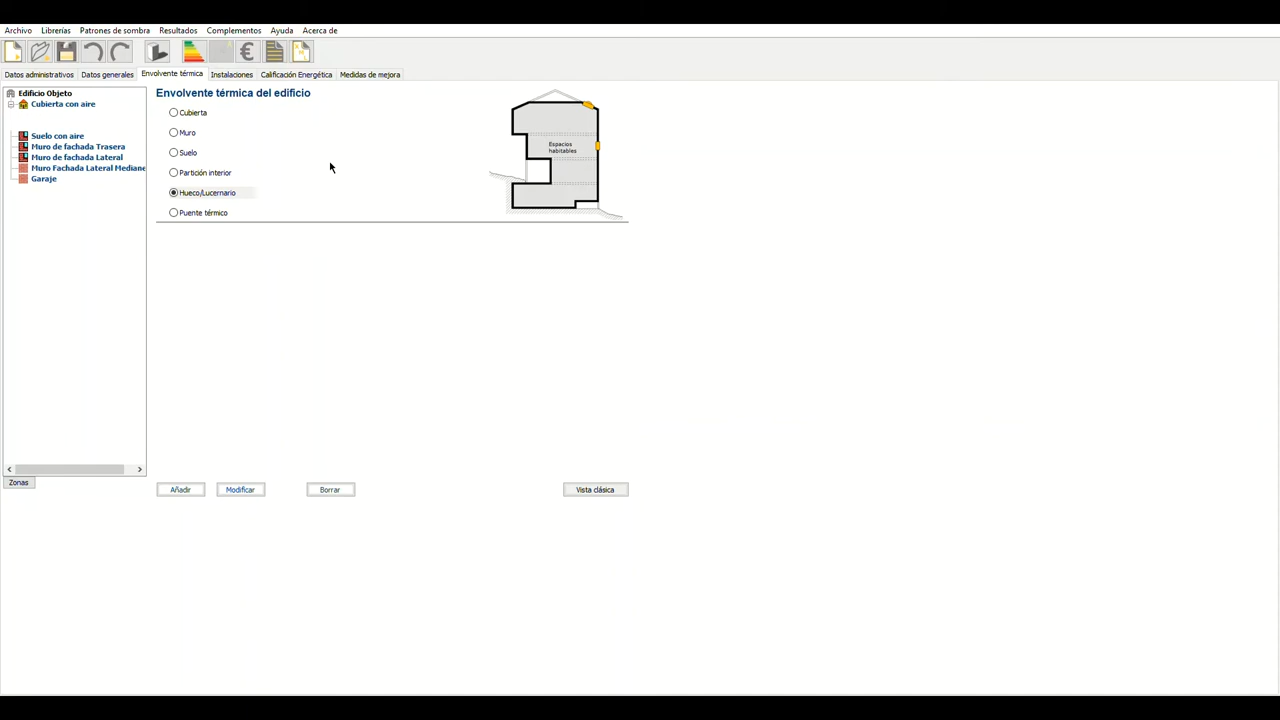 Archivo Librerías Patrones de sombra Resultados Complementos Ayuda Acerca de
Datos administrativos Datos generales Envolvente térmica Instalaciones Calificación Energética Medidas de mejora
Edificio Objeto
Cubierta con aire
Suelo con aire
Muro de fachada Trasera
Muro de fachada Lateral
Muro Fachada Lateral Mediane
Garaje
Zonas
Envolvente térmica del edificio
Cubierta
Muro
Suelo
Partición interior
Hueco/Lucernario
Puente térmico
Espacios
habitables
Añadir Modificar Borrar Vista clásica